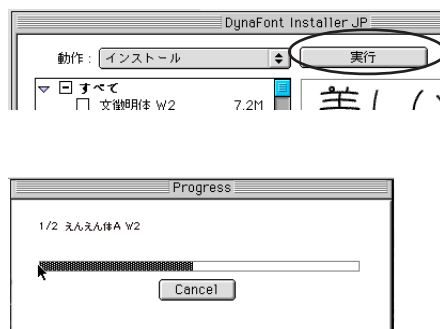 DynaFont Installer JP
動作 : インストール 実行
すべて
文徽明体 W2 7.2M
美し
Progress
1/2 えんえん体A W2
Cancel